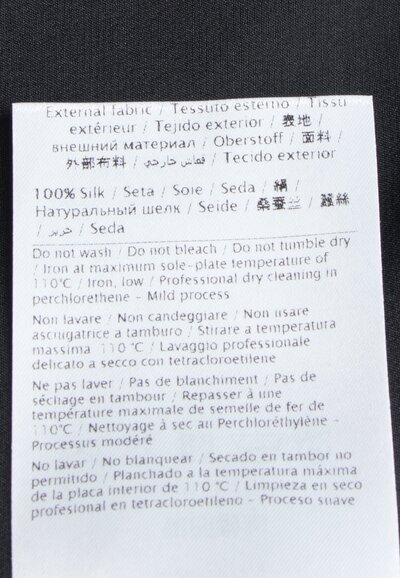 External fabric / Tessuto esterno / Tissu
extérieur / Tejido exterior / 表地 /
внешний материал / Oberstoff / 面料 /
外部布料 / قماش خارجي / Tecido exterior
100% Silk / Seta / Soie / Seda / 絹 /
Натуральный шелк / Seide / 桑蚕丝 / 蠶絲
/ حرير / Seda
Do not wash / Do not bleach / Do not tumble dry
/ Iron at maximum sole-plate temperature of
110°C / Iron, low / Professional dry cleaning in
perchlorethene - Mild process
Non lavare / Non candeggiare / Non usare
asciugatrice a tamburo / Stirare a temperatura
massima 110°C / Lavaggio professionale
delicato a secco con tetracloroetilene
Ne pas laver / Pas de blanchiment / Pas de
séchage en tambour / Repasser à une
température maximale de semelle de fer de
110°C / Nettoyage à sec au Perchloréthylène -
Processus modéré
No lavar / No blanquear / Secado en tambor no
permitido / Planchado a la temperatura máxima
de la placa interior de 110°C / Limpieza en seco
profesional en tetracloroetileno - Proceso suave